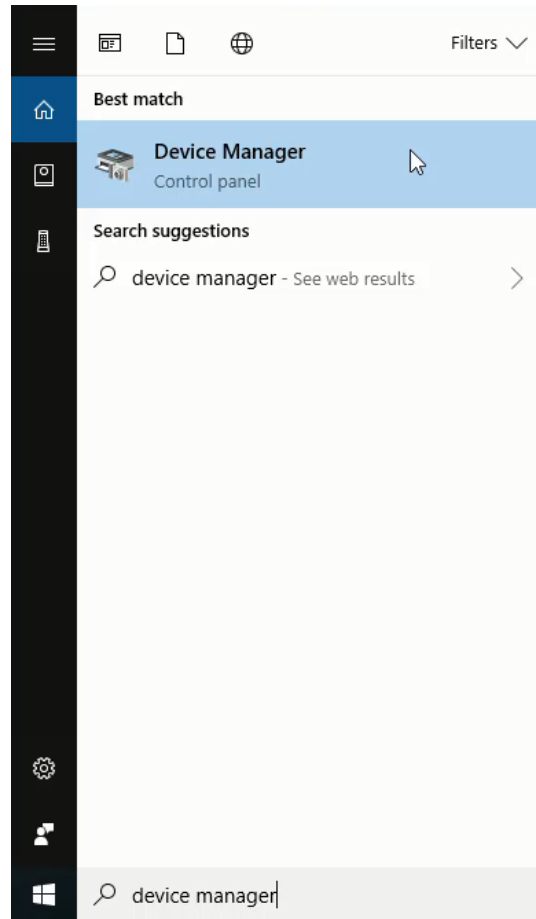 Filters
Best match
Device Manager
Control panel
Search suggestions
device manager - See web results
device manager